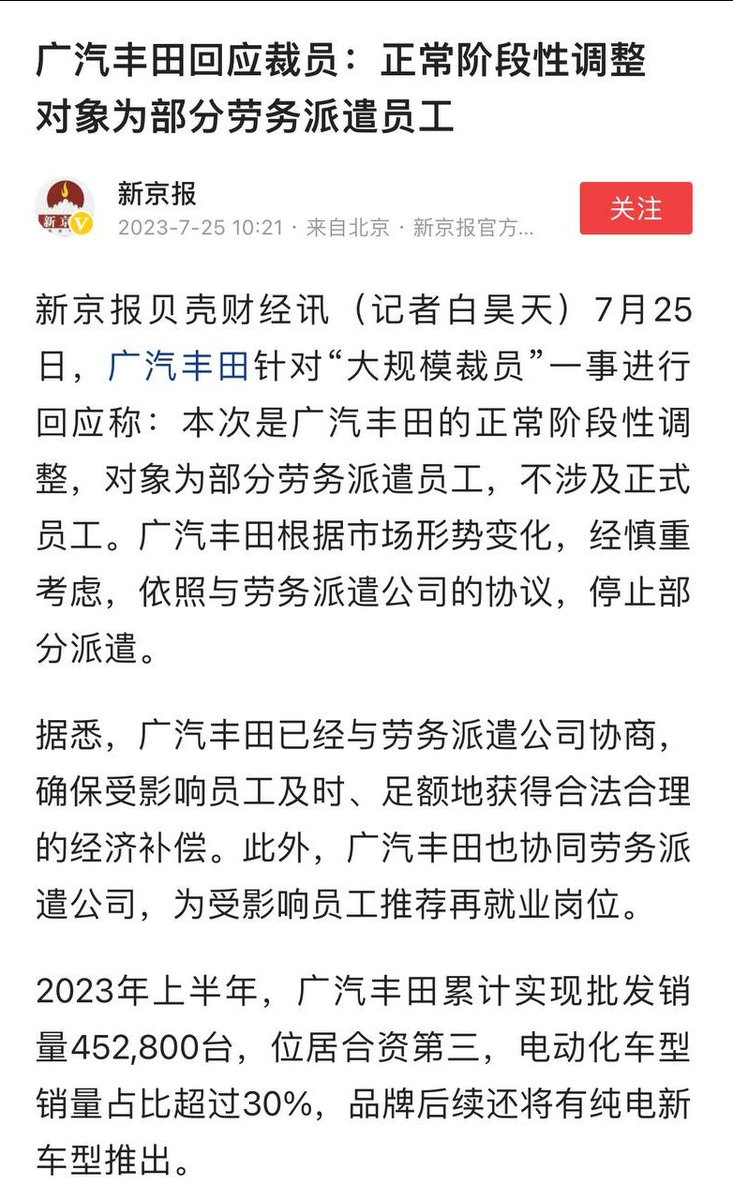 广汽丰田回应裁员：正常阶段性调整
对象为部分劳务派遣员工
新京报
2023-7-25 10:21 · 来自北京 · 新京报官方...
关注
新京报贝壳财经讯（记者白昊天）7月25
日，广汽丰田针对“大规模裁员”一事进行
回应称：本次是广汽丰田的正常阶段性调
整，对象为部分劳务派遣员工，不涉及正式
员工。广汽丰田根据市场形势变化，经慎重
考虑，依照与劳务派遣公司的协议，停止部
分派遣。
据悉，广汽丰田已经与劳务派遣公司协商，
确保受影响员工及时、足额地获得合法合理
的经济补偿。此外，广汽丰田也协同劳务派
遣公司，为受影响员工推荐再就业岗位。
2023年上半年，广汽丰田累计实现批发销
量452,800台，位居合资第三，电动化车型
销量占比超过30%，品牌后续还将有纯电新
车型推出。